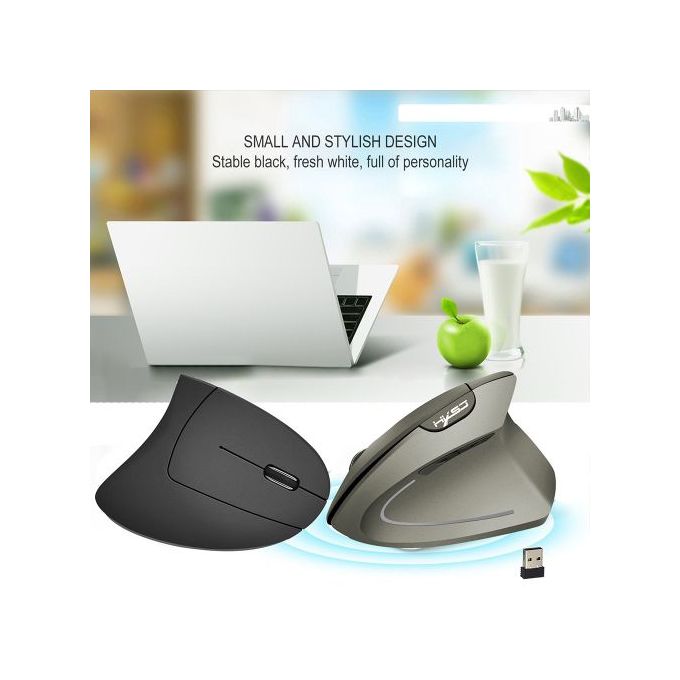 SMALL AND STYLISH DESIGN
Stable black, fresh white, full of personality
HXSJ